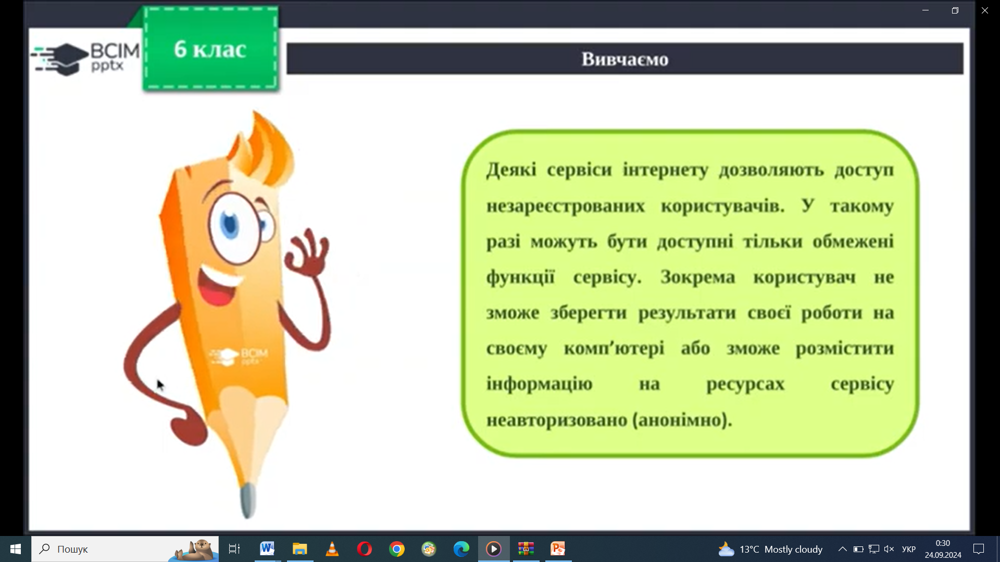 6 клас
BCIM
pptx
Вивчаємо
Деякі сервіси інтернету дозволяють доступ
незареєстрованих користувачів. У такому
разі можуть бути доступні тільки обмежені
функції сервісу. Зокрема користувач не
зможе зберегти результати своєї роботи на
своєму комп’ютері або зможе розмістити
інформацію на ресурсах сервісу
неавторизовано (анонімно).
BCIM
pptx
Пошук
13°C Mostly cloudy
УКР
0:30
24.09.2024